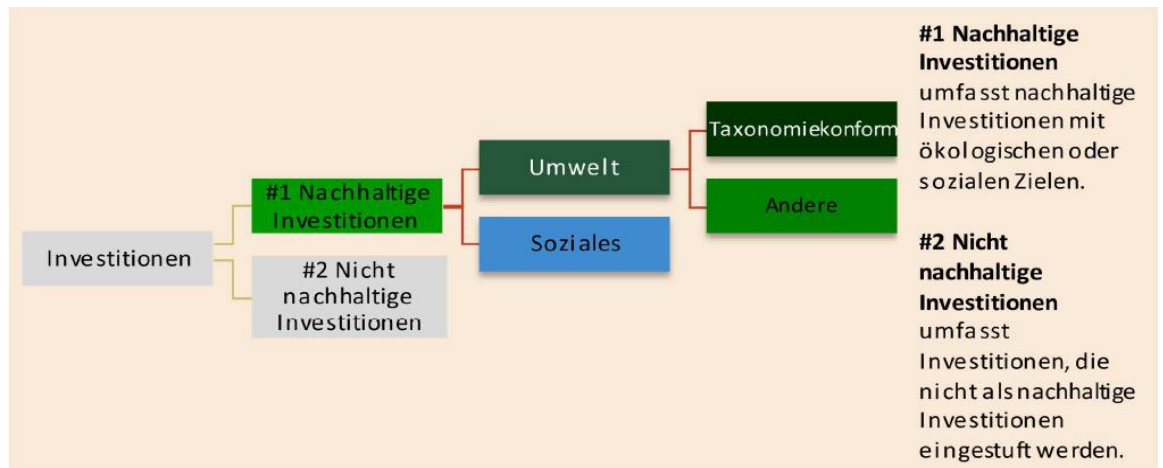 Investitionen
#1 Nachhaltige
Investitionen
#2 Nicht
nachhaltige
Investitionen
Umwelt
Soziales
Taxonomiekonform
Andere
#1 Nachhaltige
Investitionen
umfasst nachhaltige
Investitionen mit
ökologischen oder
sozialen Zielen.
#2 Nicht
nachhaltige
Investitionen
umfasst
Investitionen, die
nicht als nachhaltige
Investitionen
eingestuft werden.